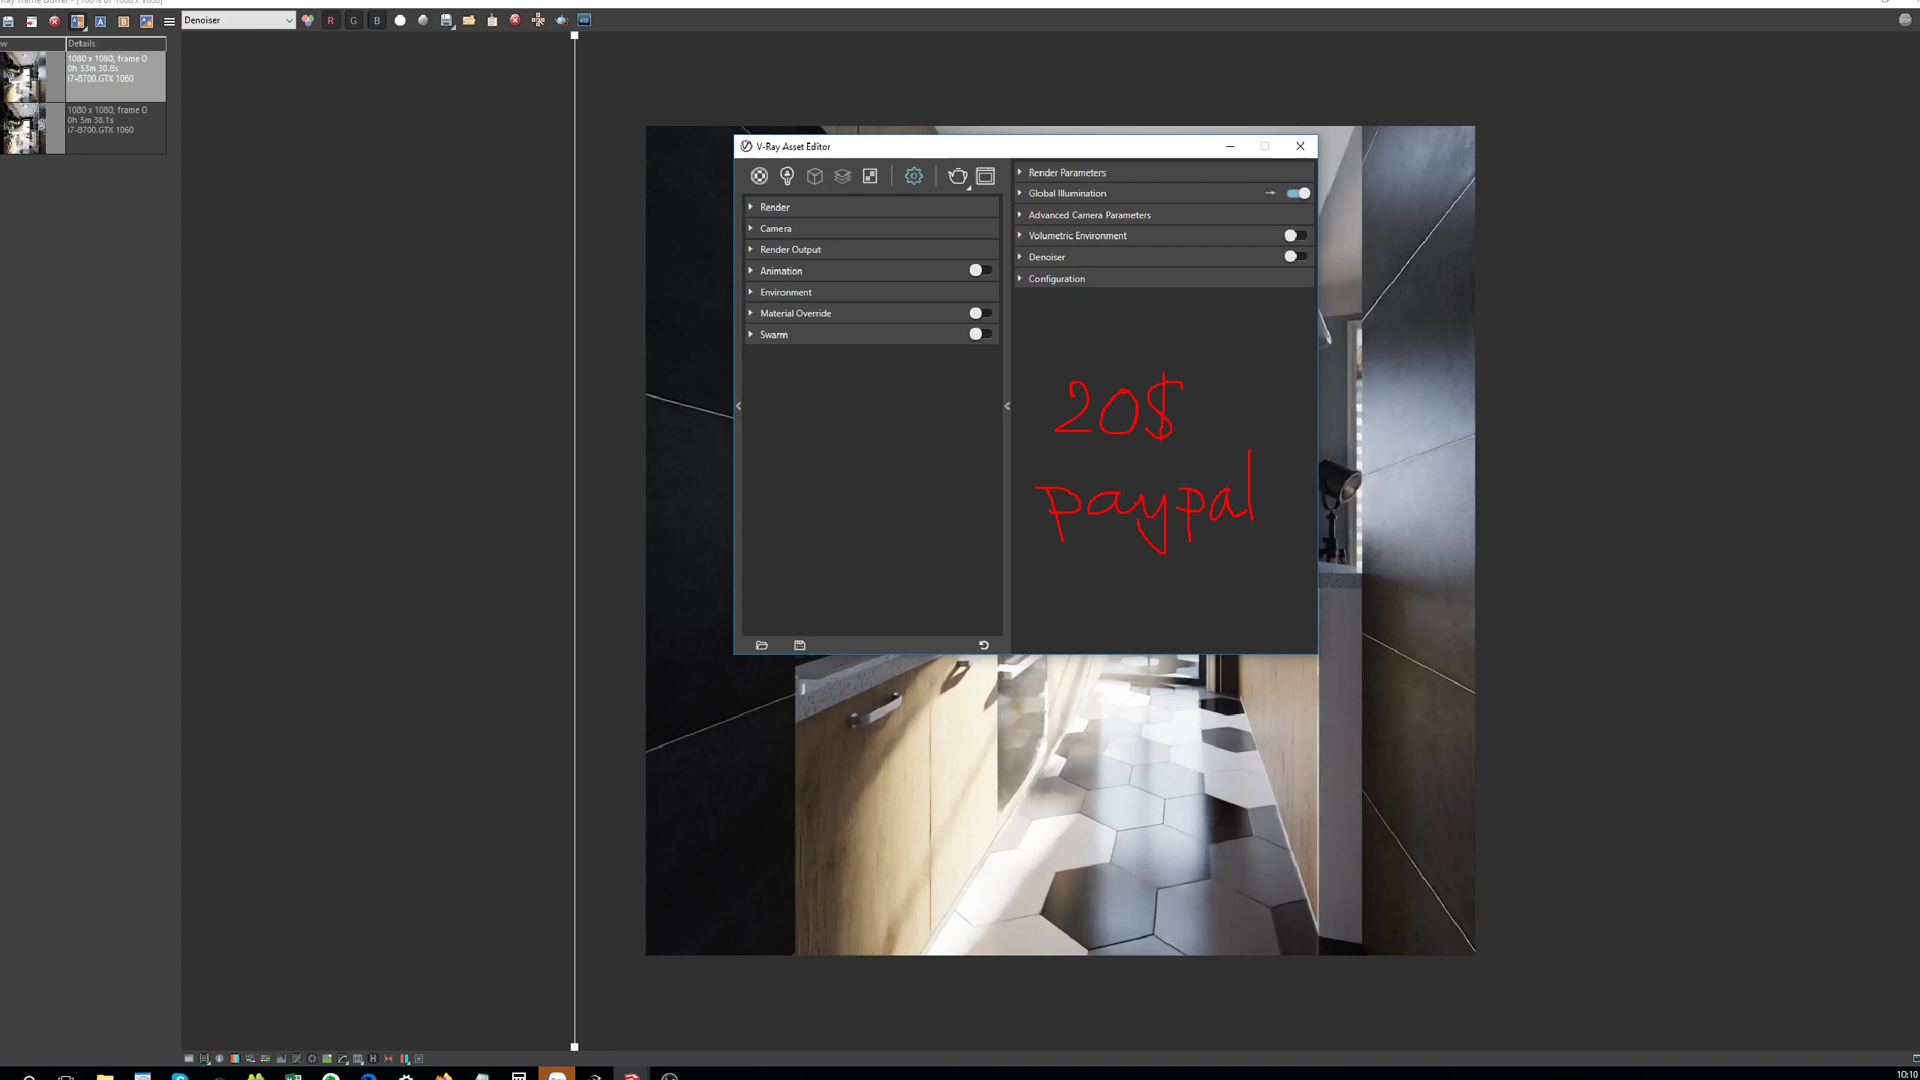 Denoiser
R G B
Details
1080 x 1080, frame 0
0h 53m 30.8s
i7-8700.GTX 1060
1080 x 1080, frame 0
0h 5m 38.1s
i7-8700.GTX 1060
V-Ray Asset Editor
Render
Camera
Render Output
Animation
Environment
Material Override
Swarm
Render Parameters
Global Illumination
Advanced Camera Parameters
Volumetric Environment
Denoiser
Configuration
20$
paypal
10:10